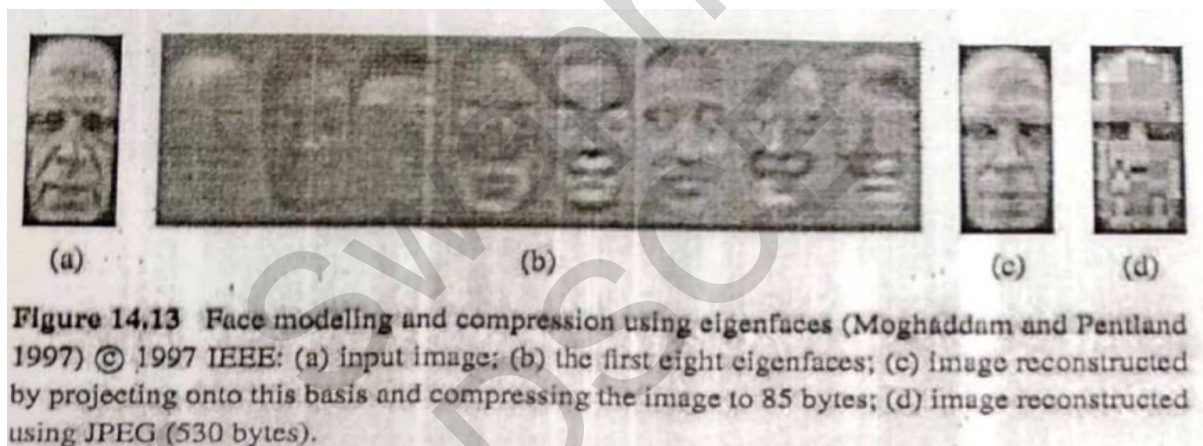 (a) (b) (c) (d)
Figure 14.13 Face modeling and compression using eigenfaces (Moghaddam and Pentland
1997) © 1997 IEEE: (a) input image; (b) the first eight eigenfaces; (c) image reconstructed
by projecting onto this basis and compressing the image to 85 bytes; (d) image reconstructed
using JPEG (530 bytes).
DSCE